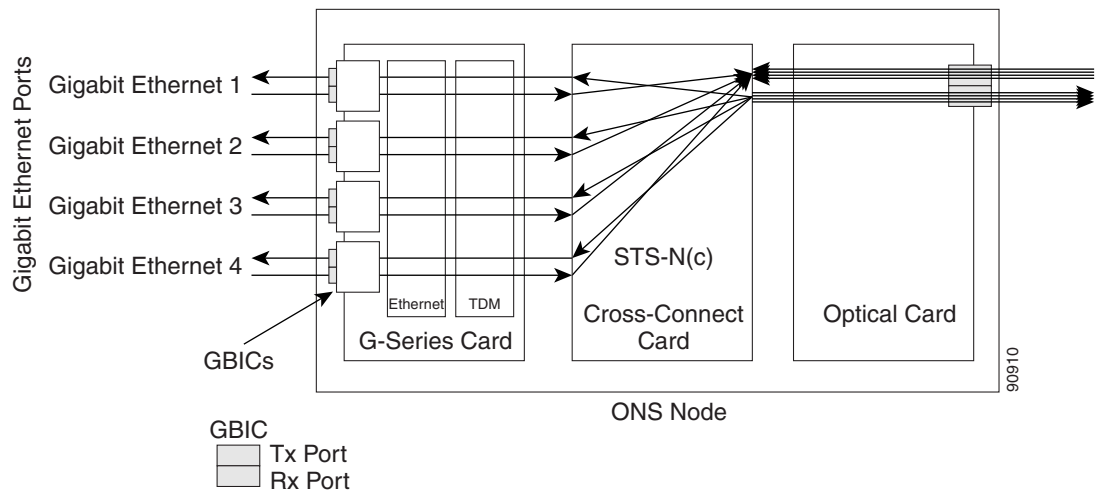 Gigabit Ethernet Ports
Gigabit Ethernet 1
Gigabit Ethernet 2
Gigabit Ethernet 3
Gigabit Ethernet 4
GBICs
Ethernet
TDM
G-Series Card
STS-N(c)
Cross-Connect
Card
Optical Card
90910
ONS Node
GBIC
Tx Port
Rx Port